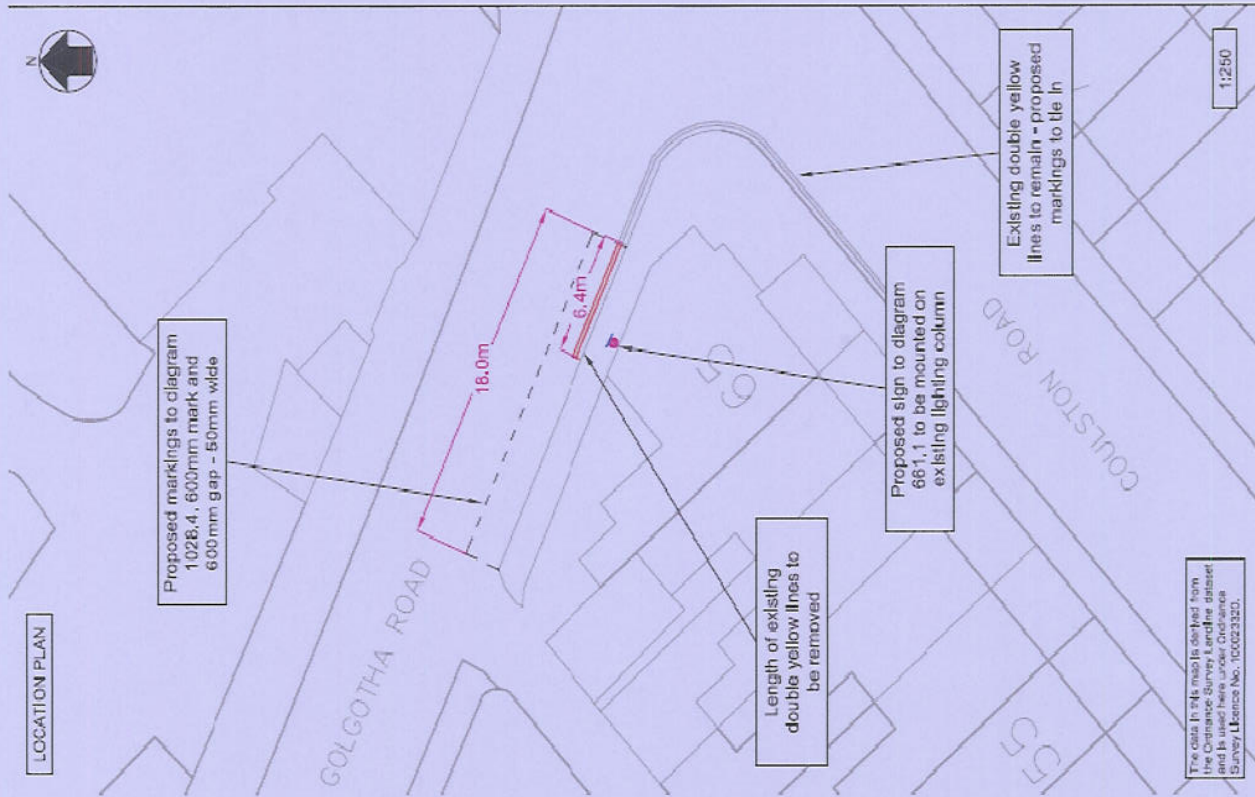 LOCATION PLAN
N
Proposed markings to diagram
1028.4, 600mm mark and
600mm gap - 50mm wide
GOLGOTHA ROAD
18.0m
6.4m
65
Length of existing
double yellow lines to
be removed
Proposed sign to diagram
661.1 to be mounted on
existing lighting column
Existing double yellow
lines to remain - proposed
markings to tie in
COULSTON ROAD
55
The data in this map is derived from
the Ordnance Survey Landline dataset
and is used here under Ordnance
Survey Licence No. 100023320.
1:250